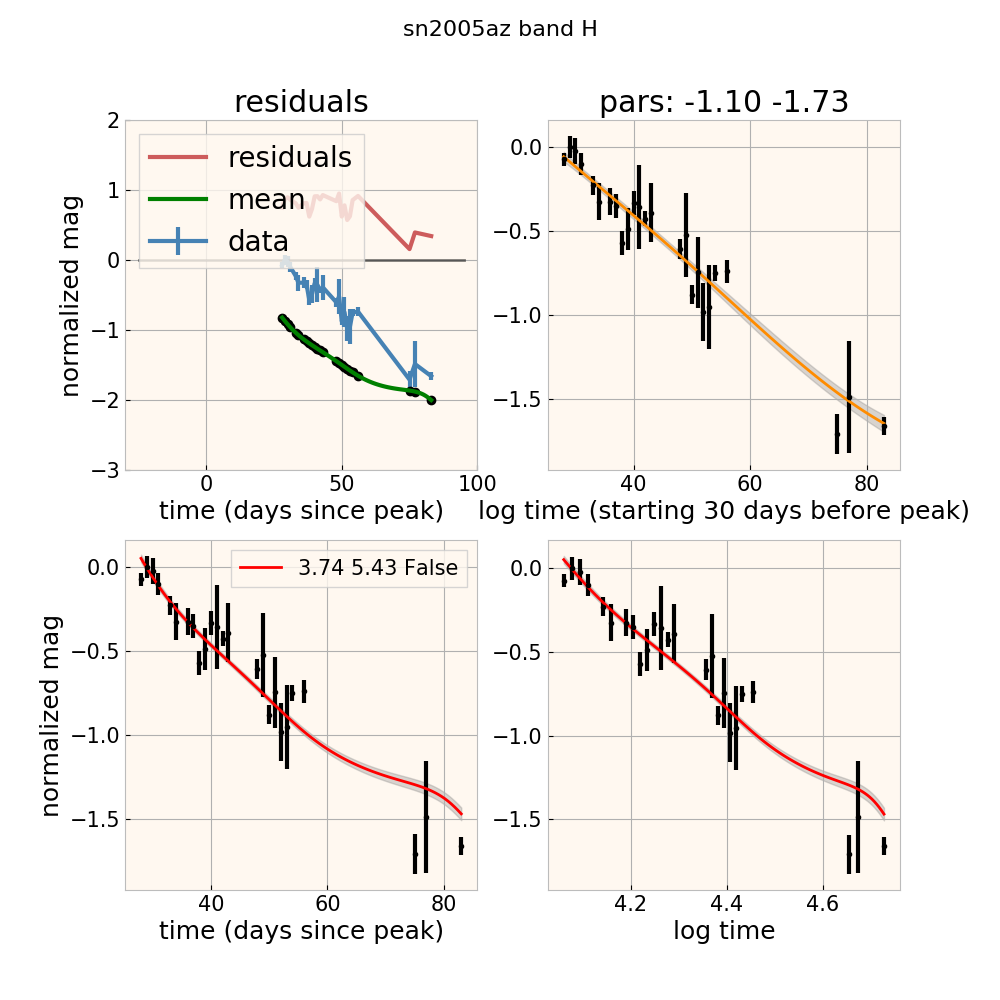 sn2005az band H
residuals
pars: -1.10 -1.73
normalized mag
2
1
0
−1
−2
−3
residuals
mean
data
0
50
100
time (days since peak)
0.0
−0.5
−1.0
−1.5
40
60
80
log time (starting 30 days before peak)
normalized mag
0.0
−0.5
−1.0
−1.5
3.74 5.43 False
40
60
80
time (days since peak)
0.0
−0.5
−1.0
−1.5
4.2
4.4
4.6
log time